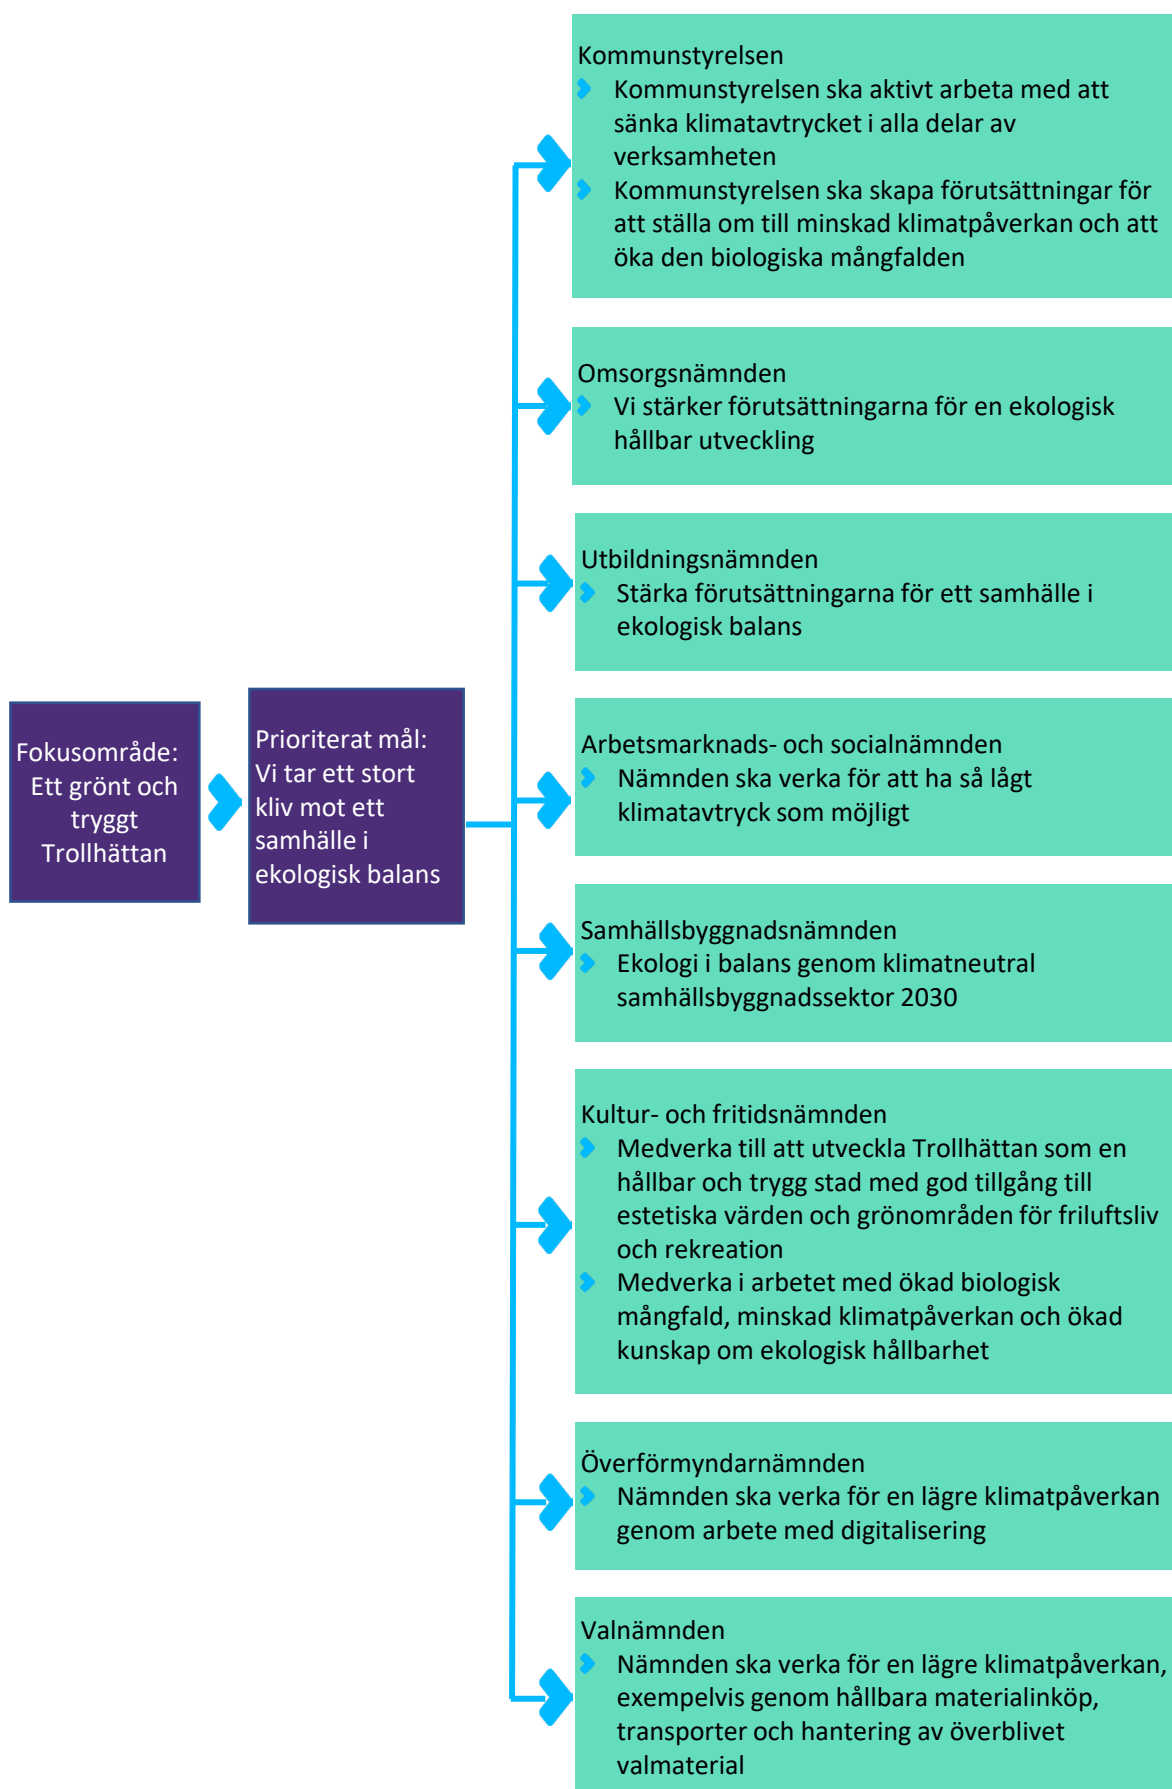 Fokusområde:
Ett grönt och
tryggt
Trollhättan
Prioriterat mål:
Vi tar ett stort
kliv mot ett
samhälle i
ekologisk balans
Kommunstyrelsen
Kommunstyrelsen ska aktivt arbeta med att
sänka klimatavtrycket i alla delar av
verksamheten
Kommunstyrelsen ska skapa förutsättningar för
att ställa om till minskad klimatpåverkan och att
öka den biologiska mångfalden
Omsorgsnämnden
Vi stärker förutsättningarna för en ekologisk
hållbar utveckling
Utbildningsnämnden
Stärka förutsättningarna för ett samhälle i
ekologisk balans
Arbetsmarknads- och socialnämnden
Nämnden ska verka för att ha så lågt
klimatavtryck som möjligt
Samhällsbyggnadsnämnden
Ekologi i balans genom klimatneutral
samhällsbyggnadssektor 2030
Kultur- och fritidsnämnden
Medverka till att utveckla Trollhättan som en
hållbar och trygg stad med god tillgång till
estetiska värden och grönområden för friluftsliv
och rekreation
Medverka i arbetet med ökad biologisk
mångfald, minskad klimatpåverkan och ökad
kunskap om ekologisk hållbarhet
Överförmyndarnämnden
Nämnden ska verka för en lägre klimatpåverkan
genom arbete med digitalisering
Valnämnden
Nämnden ska verka för en lägre klimatpåverkan,
exempelvis genom hållbara materialinköp,
transporter och hantering av överblivet
valmaterial